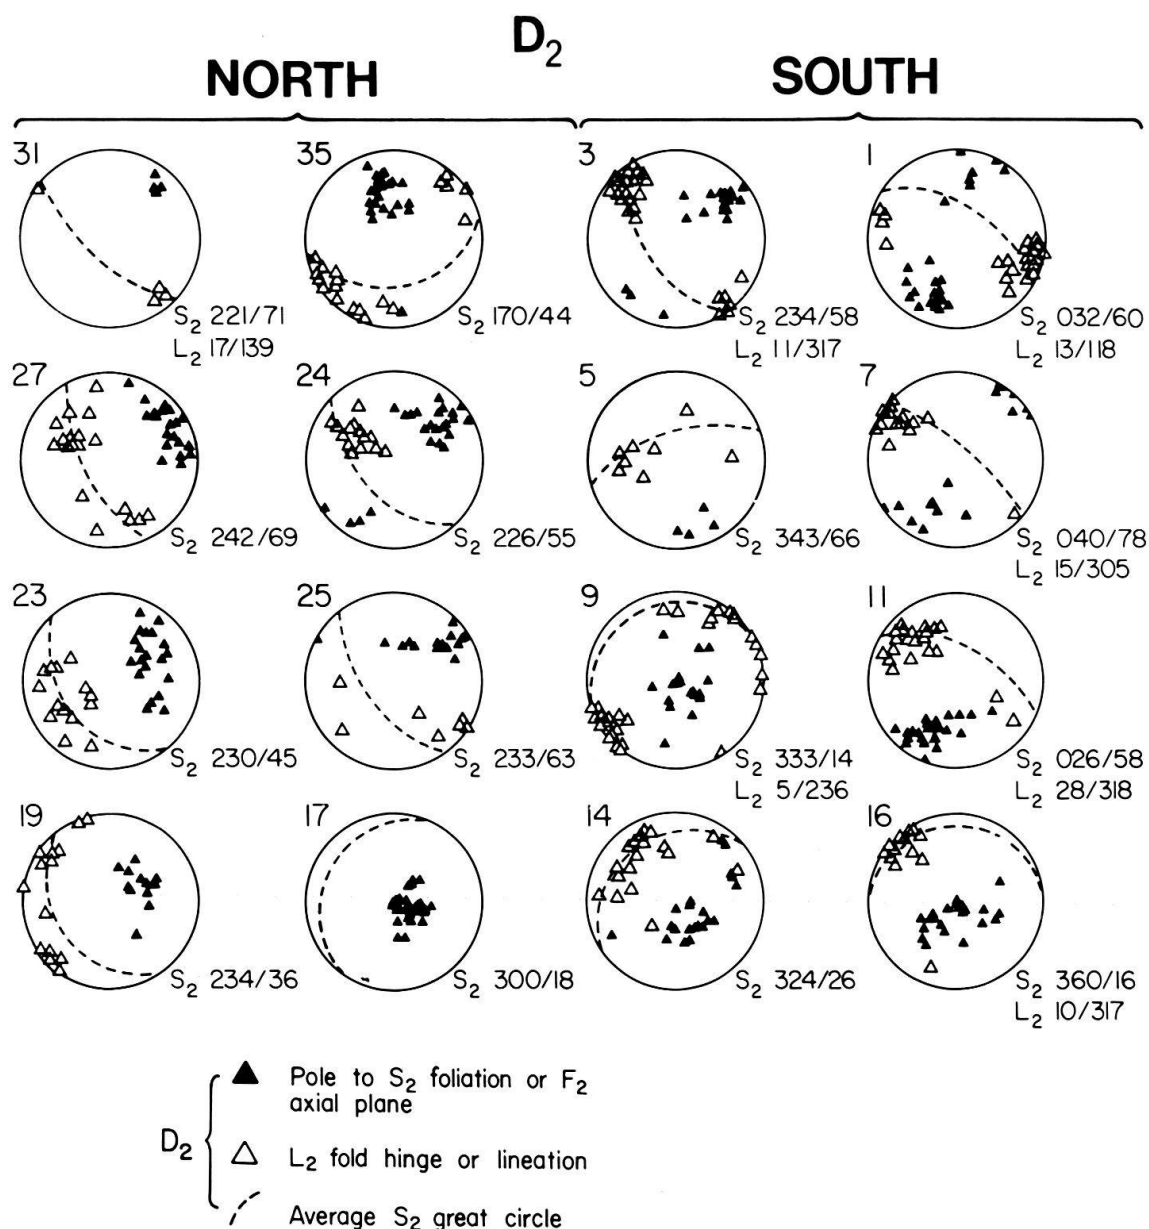 D₂
NORTH SOUTH
31 35 3 1
S₂ 221/71 S₂ 170/44 S₂ 234/58 S₂ 032/60
L₂ 17/139 L₂ 11/317 L₂ 13/118
27 24 5 7
S₂ 242/69 S₂ 226/55 S₂ 343/66 S₂ 040/78
L₂ 15/305
23 25 9 11
S₂ 230/45 S₂ 233/63 S₂ 333/14 S₂ 026/58
L₂ 5/236 L₂ 28/318
19 17 14 16
S₂ 234/36 S₂ 300/18 S₂ 324/26 S₂ 360/16
L₂ 10/317
Pole to S₂ foliation or F₂
axial plane
D₂
L₂ fold hinge or lineation
Average S₂ great circle